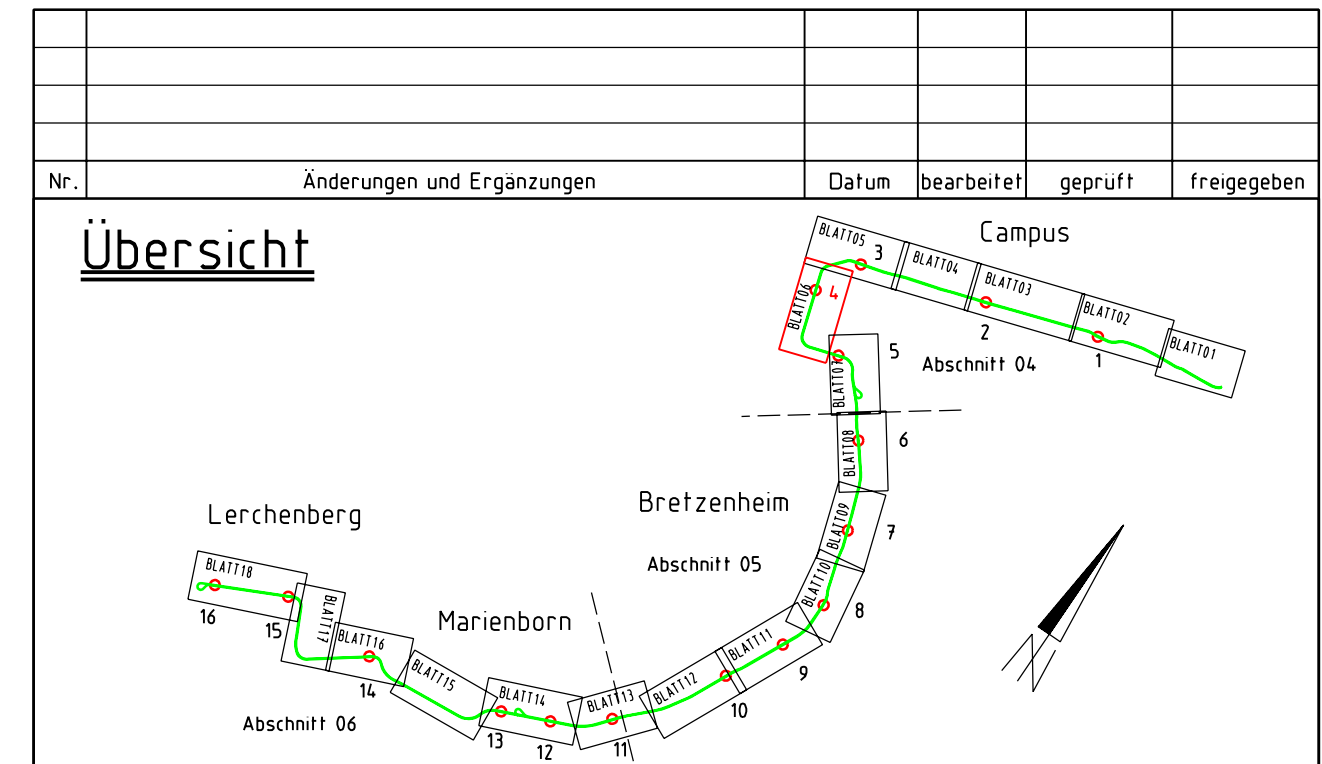 Nr. Änderungen und Ergänzungen Datum bearbeitet geprüft freigegeben
Übersicht
Campus
BLATT05
3
BLATT04
BLATT03
BLATT02
BLATT01
BLATT06
4
2
1
5
Abschnitt 04
BLATT07
BLATT08
6
Bretzenheim
BLATT09
7
Abschnitt 05
BLATT10
8
Lerchenberg
BLATT18
16
15
BLATT17
Marienborn
BLATT16
14
BLATT15
BLATT14
13
12
BLATT13
11
BLATT12
10
BLATT11
9
Abschnitt 06
N